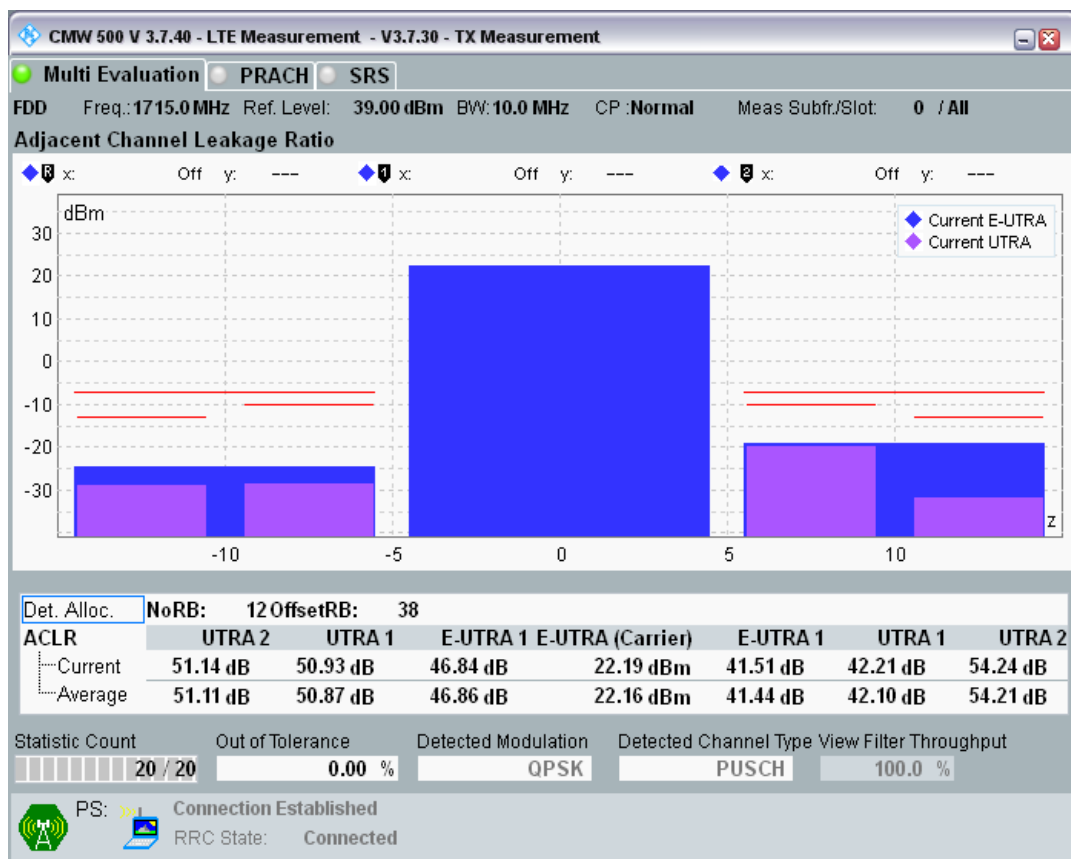 CMW 500 V 3.7.40 - LTE Measurement - V3.7.30 - TX Measurement
Multi Evaluation PRACH SRS
FDD Freq.:1715.0 MHz Ref. Level: 39.00 dBm BW:10.0 MHz CP :Normal Meas Subfr./Slot: 0 / All
Adjacent Channel Leakage Ratio
R x: Off y: --- 1 x: Off y: --- 2 x: Off y: ---
dBm
Current E-UTRA
Current UTRA
30
20
10
0
-10
-20
-30
z
-10 -5 0 5 10
Det. Alloc. NoRB: 12 OffsetRB: 38
ACLR UTRA 2 UTRA 1 E-UTRA 1 E-UTRA (Carrier) E-UTRA 1 UTRA 1 UTRA 2
Current 51.14 dB 50.93 dB 46.84 dB 22.19 dBm 41.51 dB 42.21 dB 54.24 dB
Average 51.11 dB 50.87 dB 46.86 dB 22.16 dBm 41.44 dB 42.10 dB 54.21 dB
Statistic Count Out of Tolerance Detected Modulation Detected Channel Type View Filter Throughput
20 / 20 0.00 % QPSK PUSCH 100.0 %
PS: Connection Established
RRC State: Connected